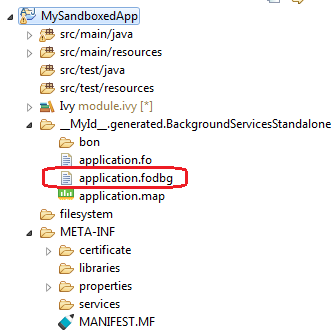 MySandboxedApp
src/main/java
src/main/resources
src/test/java
src/test/resources
Ivy module.ivy [*]
__MyId__.generated.BackgroundServicesStandalone
bon
application.fo
application.fodbg
application.map
filesystem
META-INF
certificate
libraries
properties
services
MANIFEST.MF